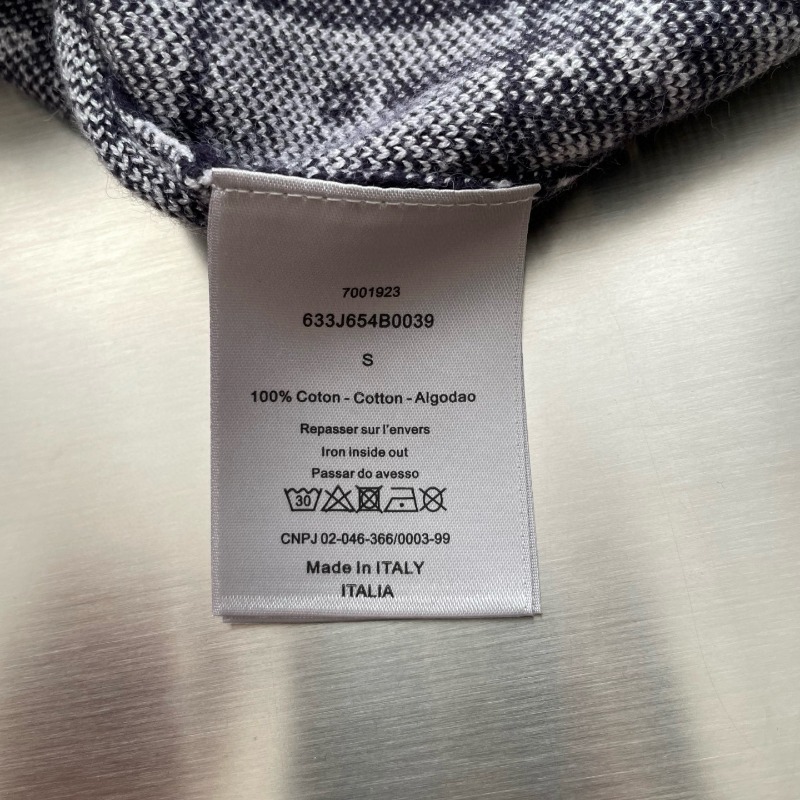 7001923
633J654B0039
S
100% Coton - Cotton - Algodao
Repasser sur l'envers
Iron inside out
Passar do avesso
30
CNPJ 02-046-366/0003-99
Made In ITALY
ITALIA